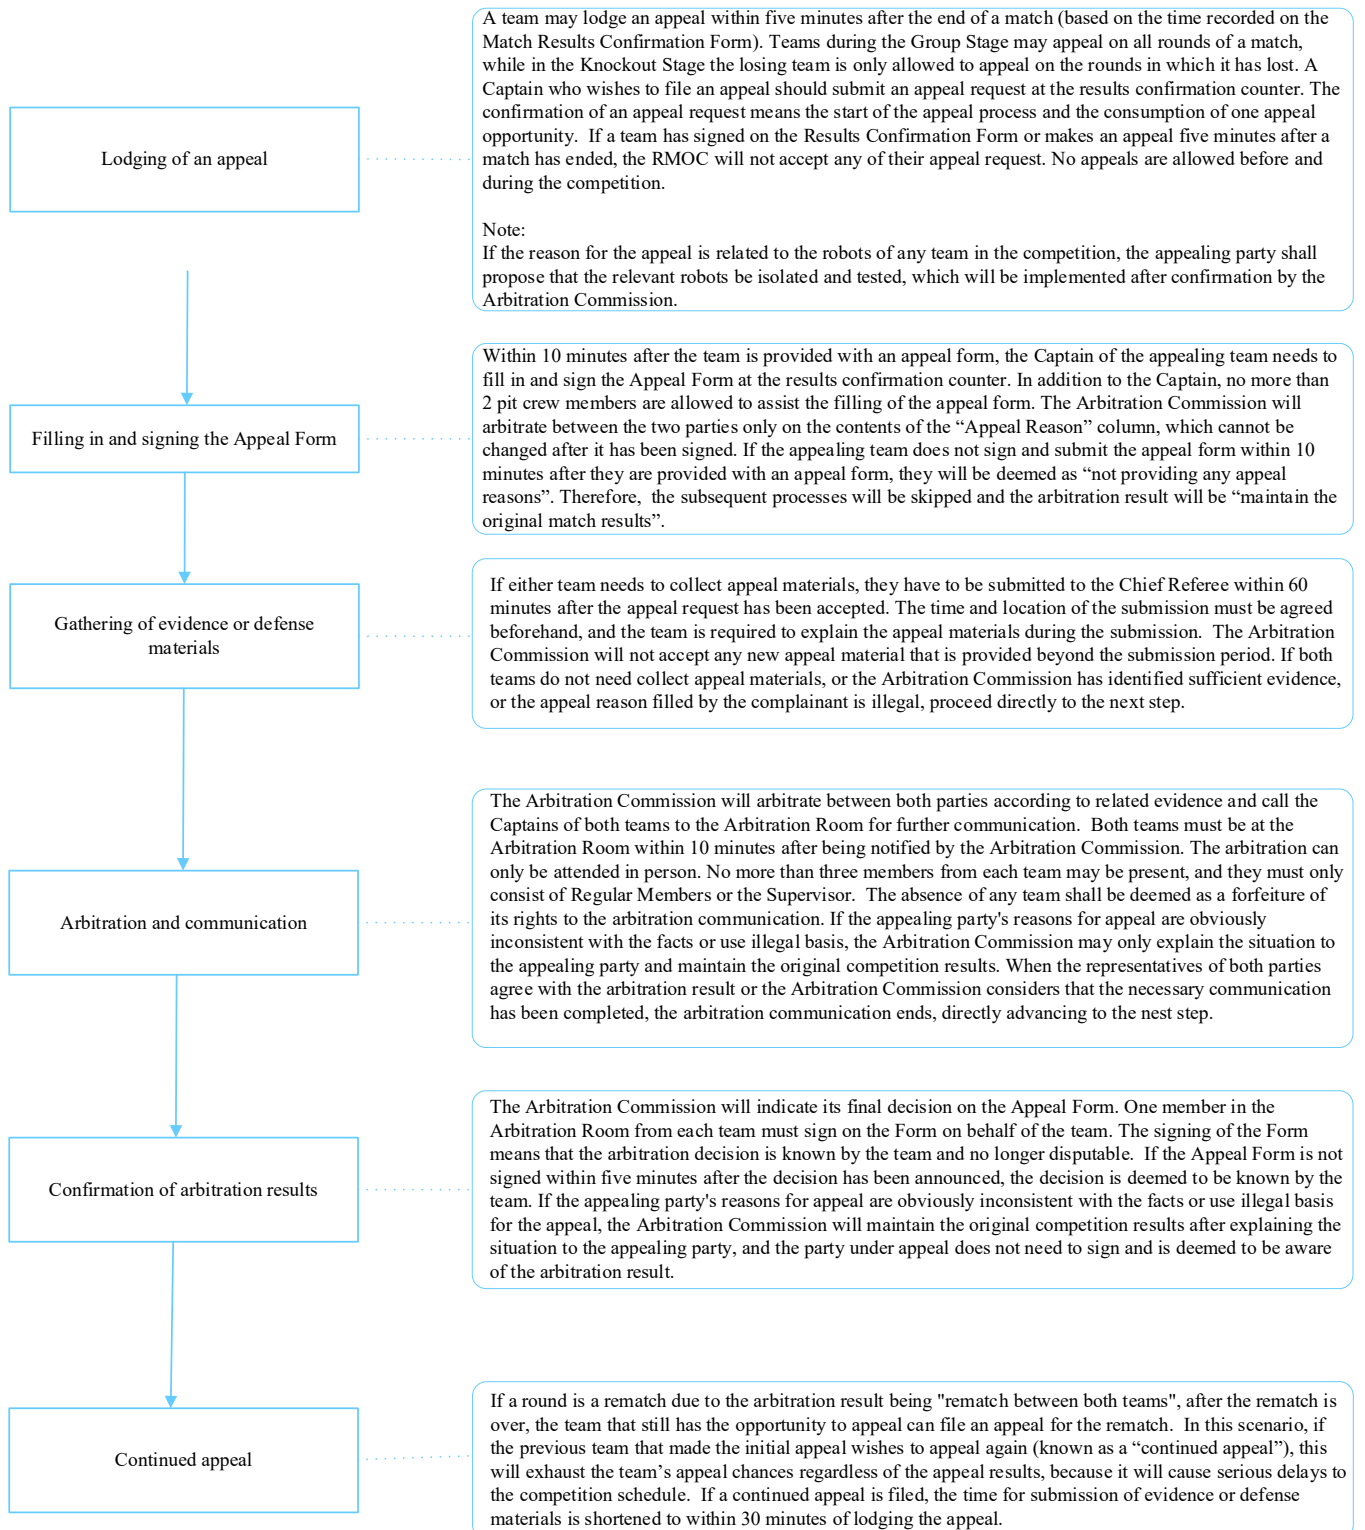 Lodging of an appeal
A team may lodge an appeal within five minutes after the end of a match (based on the time recorded on the
Match Results Confirmation Form). Teams during the Group Stage may appeal on all rounds of a match,
while in the Knockout Stage the losing team is only allowed to appeal on the rounds in which it has lost. A
Captain who wishes to file an appeal should submit an appeal request at the results confirmation counter. The
confirmation of an appeal request means the start of the appeal process and the consumption of one appeal
opportunity.  If a team has signed on the Results Confirmation Form or makes an appeal five minutes after a
match has ended, the RMOC will not accept any of their appeal request. No appeals are allowed before and
during the competition.
Note:
If the reason for the appeal is related to the robots of any team in the competition, the appealing party shall
propose that the relevant robots be isolated and tested, which will be implemented after confirmation by the
Arbitration Commission.
Filling in and signing the Appeal Form
Within 10 minutes after the team is provided with an appeal form, the Captain of the appealing team needs to
fill in and sign the Appeal Form at the results confirmation counter. In addition to the Captain, no more than
2 pit crew members are allowed to assist the filling of the appeal form. The Arbitration Commission will
arbitrate between the two parties only on the contents of the “Appeal Reason” column, which cannot be
changed after it has been signed. If the appealing team does not sign and submit the appeal form within 10
minutes after they are provided with an appeal form, they will be deemed as “not providing any appeal
reasons”. Therefore,  the subsequent processes will be skipped and the arbitration result will be “maintain the
original match results”.
Gathering of evidence or defense
materials
If either team needs to collect appeal materials, they have to be submitted to the Chief Referee within 60
minutes after the appeal request has been accepted. The time and location of the submission must be agreed
beforehand, and the team is required to explain the appeal materials during the submission.  The Arbitration
Commission will not accept any new appeal material that is provided beyond the submission period. If both
teams do not need collect appeal materials, or the Arbitration Commission has identified sufficient evidence,
or the appeal reason filled by the complainant is illegal, proceed directly to the next step.
Arbitration and communication
The Arbitration Commission will arbitrate between both parties according to related evidence and call the
Captains of both teams to the Arbitration Room for further communication.  Both teams must be at the
Arbitration Room within 10 minutes after being notified by the Arbitration Commission. The arbitration can
only be attended in person. No more than three members from each team may be present, and they must only
consist of Regular Members or the Supervisor.  The absence of any team shall be deemed as a forfeiture of
its rights to the arbitration communication. If the appealing party's reasons for appeal are obviously
inconsistent with the facts or use illegal basis, the Arbitration Commission may only explain the situation to
the appealing party and maintain the original competition results. When the representatives of both parties
agree with the arbitration result or the Arbitration Commission considers that the necessary communication
has been completed, the arbitration communication ends, directly advancing to the nest step.
Confirmation of arbitration results
The Arbitration Commission will indicate its final decision on the Appeal Form. One member in the
Arbitration Room from each team must sign on the Form on behalf of the team. The signing of the Form
means that the arbitration decision is known by the team and no longer disputable.  If the Appeal Form is not
signed within five minutes after the decision has been announced, the decision is deemed to be known by the
team. If the appealing party's reasons for appeal are obviously inconsistent with the facts or use illegal basis
for the appeal, the Arbitration Commission will maintain the original competition results after explaining the
situation to the appealing party, and the party under appeal does not need to sign and is deemed to be aware
of the arbitration result.
Continued appeal
If a round is a rematch due to the arbitration result being "rematch between both teams", after the rematch is
over, the team that still has the opportunity to appeal can file an appeal for the rematch.  In this scenario, if
the previous team that made the initial appeal wishes to appeal again (known as a “continued appeal”), this
will exhaust the team’s appeal chances regardless of the appeal results, because it will cause serious delays to
the competition schedule.  If a continued appeal is filed, the time for submission of evidence or defense
materials is shortened to within 30 minutes of lodging the appeal.